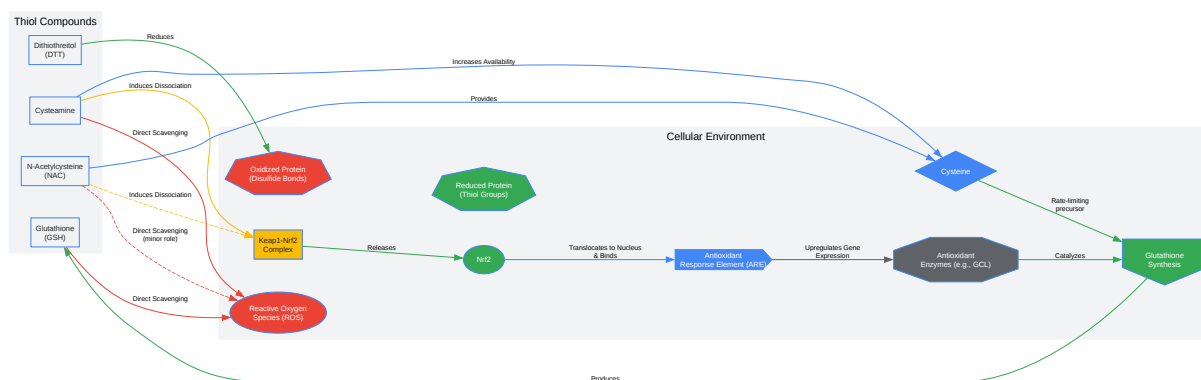 Thiol Compounds
Dithiothreitol
(DTT)
Reduces
Increases Availability
Induces Dissociation
Cysteamine
Provides
Direct Scavenging
Cellular Environment
N-Acetylcysteine
(NAC)
Oxidized Protein
(Disulfide Bonds)
Reduced Protein
(Thiol Groups)
Cysteine
Induces Dissociation
Rate-limiting
precursor
Glutathione
(GSH)
Direct Scavenging
(minor role)
Keap1-Nrf2
Complex
Releases
Nrf2
Translocates to Nucleus
& Binds
Antioxidant
Response Element (ARE)
Upregulates Gene
Expression
Antioxidant
Enzymes (e.g., GCL)
Catalyzes
Glutathione
Synthesis
Direct Scavenging
Reactive Oxygen
Species (ROS)
Produces